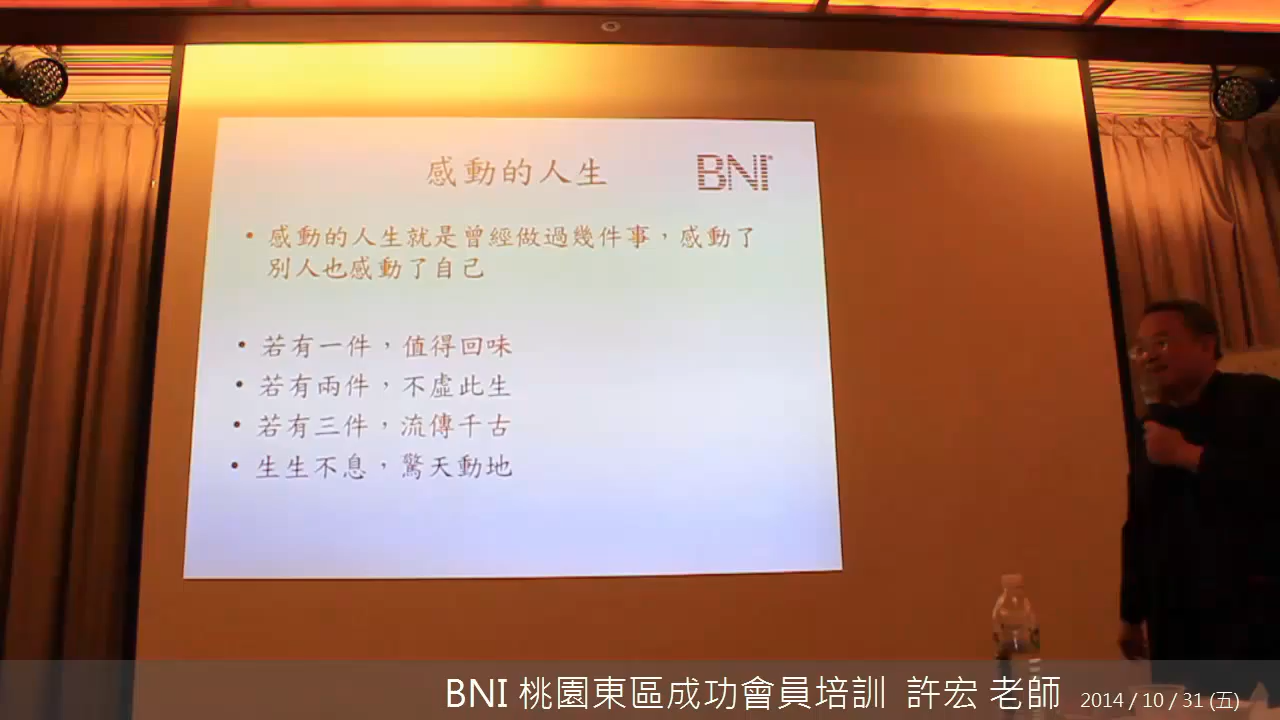 感動的人生
BNI
• 感動的人生就是曾經做過幾件事，感動了
別人也感動了自己
• 若有一件，值得回味
• 若有兩件，不虛此生
• 若有三件，流傳千古
• 生生不息，驚天動地
BNI 桃園東區成功會員培訓 許宏 老師 2014 / 10 / 31 (五)